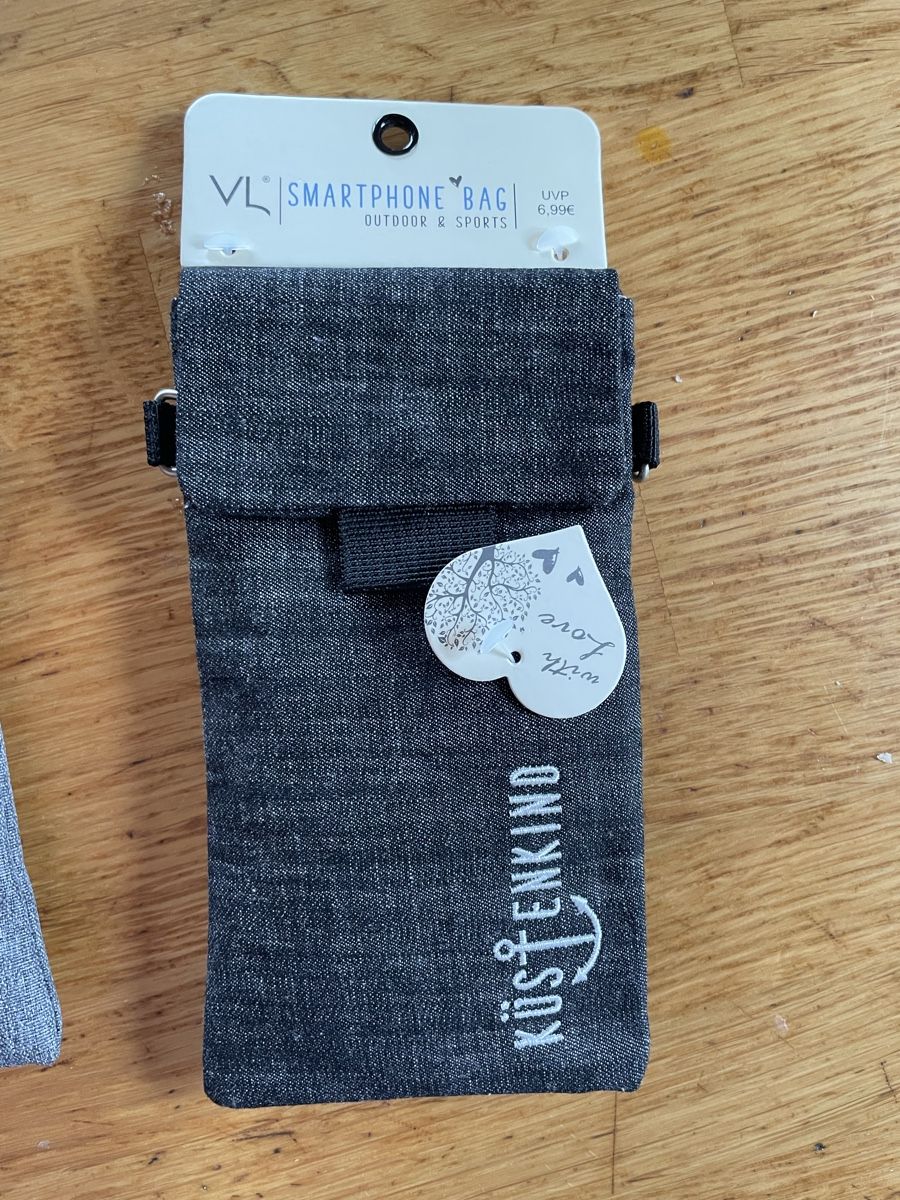 VL®
SMARTPHONE BAG
OUTDOOR & SPORTS
UVP
6,99€
with
Love
KÜSTENKIND